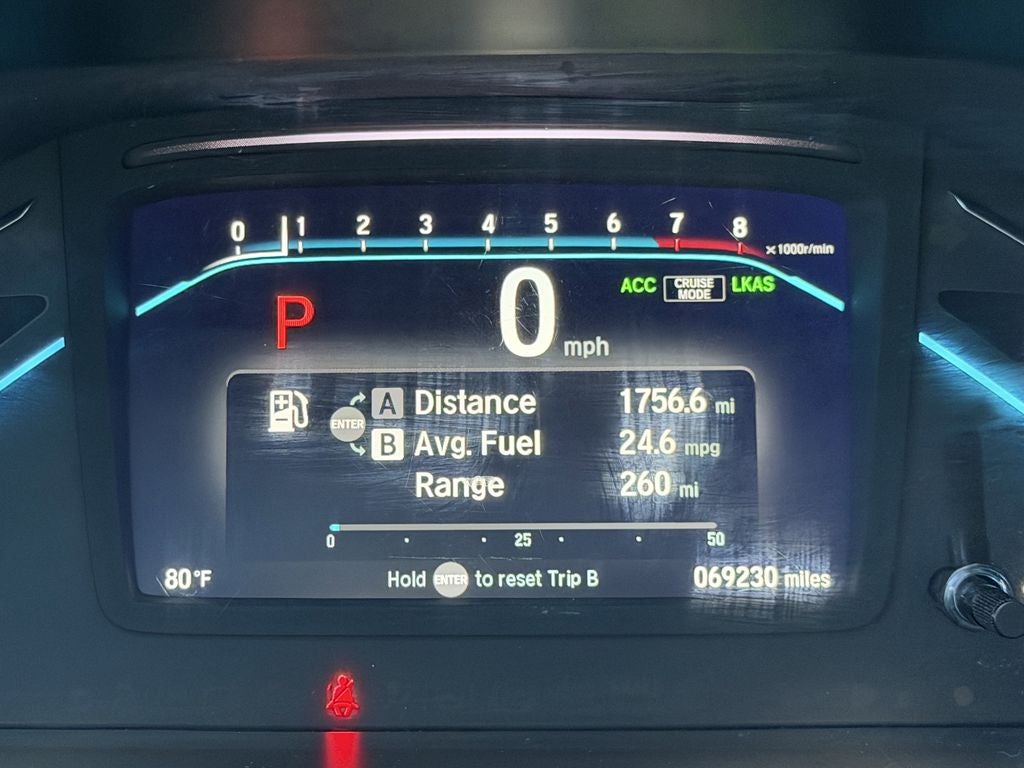 0 1 2 3 4 5 6 7 8 ×1000r/min
ACC CRUISE MODE LKAS
P
0 mph
A Distance 1756.6 mi
ENTER
B Avg. Fuel 24.6 mpg
Range 260 mi
0 25 50
80°F Hold ENTER to reset Trip B 069230 miles